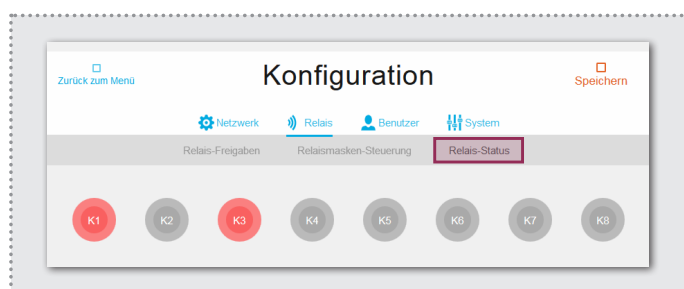 Zurück zum Menü
Konfiguration
Speichern
Netzwerk Relais Benutzer System
Relais-Freigaben Relaismasken-Steuerung Relais-Status
K1 K2 K3 K4 K5 K6 K7 K8